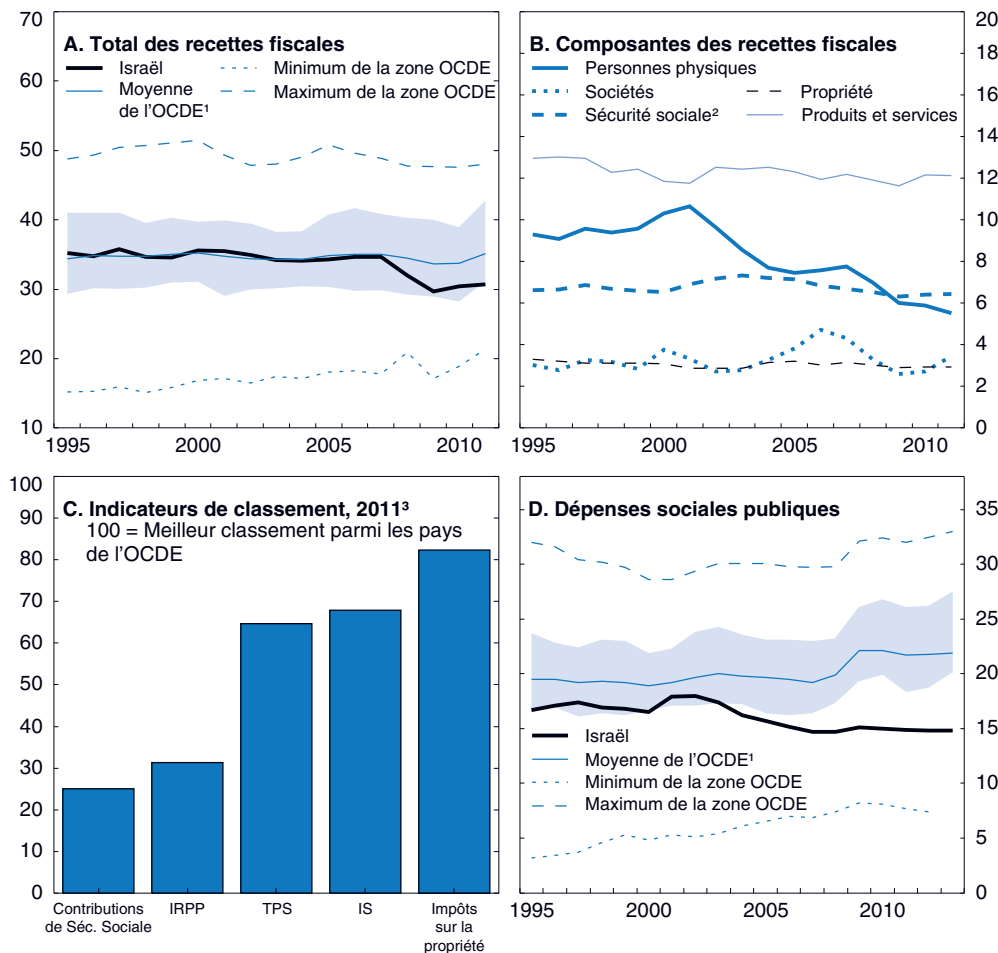 A. Total des recettes fiscales
Israël
Moyenne
de l'OCDE¹
Minimum de la zone OCDE
Maximum de la zone OCDE
70
60
50
40
30
20
10
1995 2000 2005 2010
B. Composantes des recettes fiscales
Personnes physiques
Sociétés
Sécurité sociale²
Propriété
Produits et services
20
18
16
14
12
10
8
6
4
2
0
1995 2000 2005 2010
C. Indicateurs de classement, 2011³
100 = Meilleur classement parmi les pays
de l'OCDE
100
90
80
70
60
50
40
30
20
10
0
Contributions
de Séc. Sociale
IRPP
TPS
IS
Impôts
sur la
propriété
D. Dépenses sociales publiques
Israël
Moyenne de l'OCDE¹
Minimum de la zone OCDE
Maximum de la zone OCDE
35
30
25
20
15
10
5
0
1995 2000 2005 2010